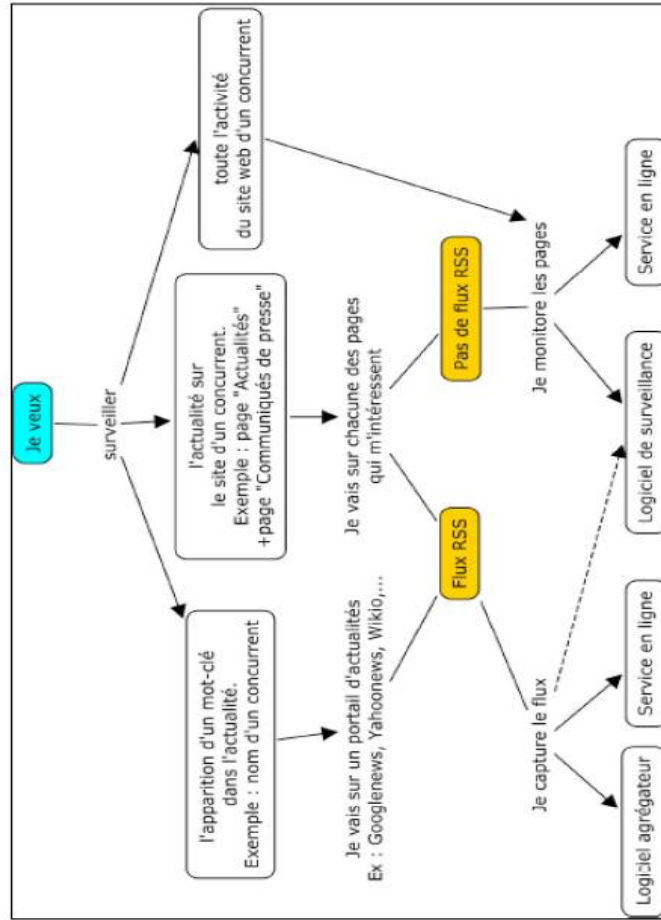 Je veux
surveiller
l'apparition d'un mot-clé
dans l'actualité.
Exemple : nom d'un concurrent
l'actualité sur
le site d'un concurrent.
Exemple : page "Actualités"
+page "Communiqués de presse"
toute l'activité
du site web d'un concurrent
Je vais sur un portail d'actualités
Ex : Googlenews, Yahoonews, Wikio,...
Je vais sur chacune des pages
qui m'intéressent
Flux RSS
Pas de flux RSS
Je capture le flux
Je monitore les pages
Logiciel agrégateur
Service en ligne
Logiciel de surveillance
Service en ligne